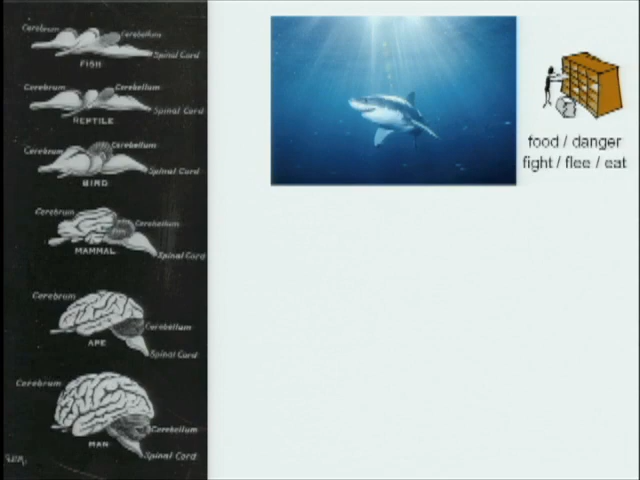 Cerebrum
Cerebellum
Spinal Cord
FISH
Cerebrum
Cerebellum
Spinal Cord
REPTILE
Cerebrum
Cerebellum
Spinal Cord
BIRD
Cerebrum
Cerebellum
MAMMAL
Spinal Cord
Cerebrum
Cerebellum
APE
Spinal Cord
Cerebrum
Cerebellum
MAN
Spinal Cord
food / danger
fight / flee / eat